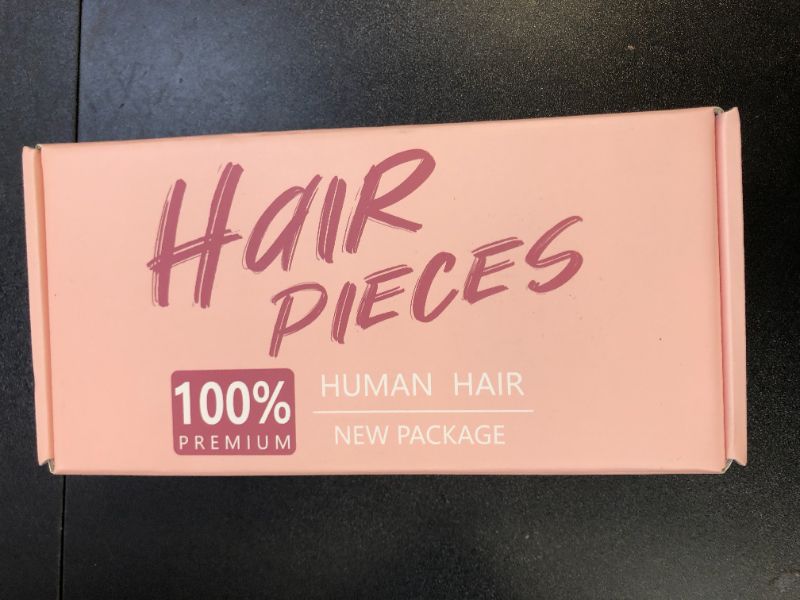 HaIR
PIECES
100%
PREMIUM
HUMAN HAIR
NEW PACKAGE